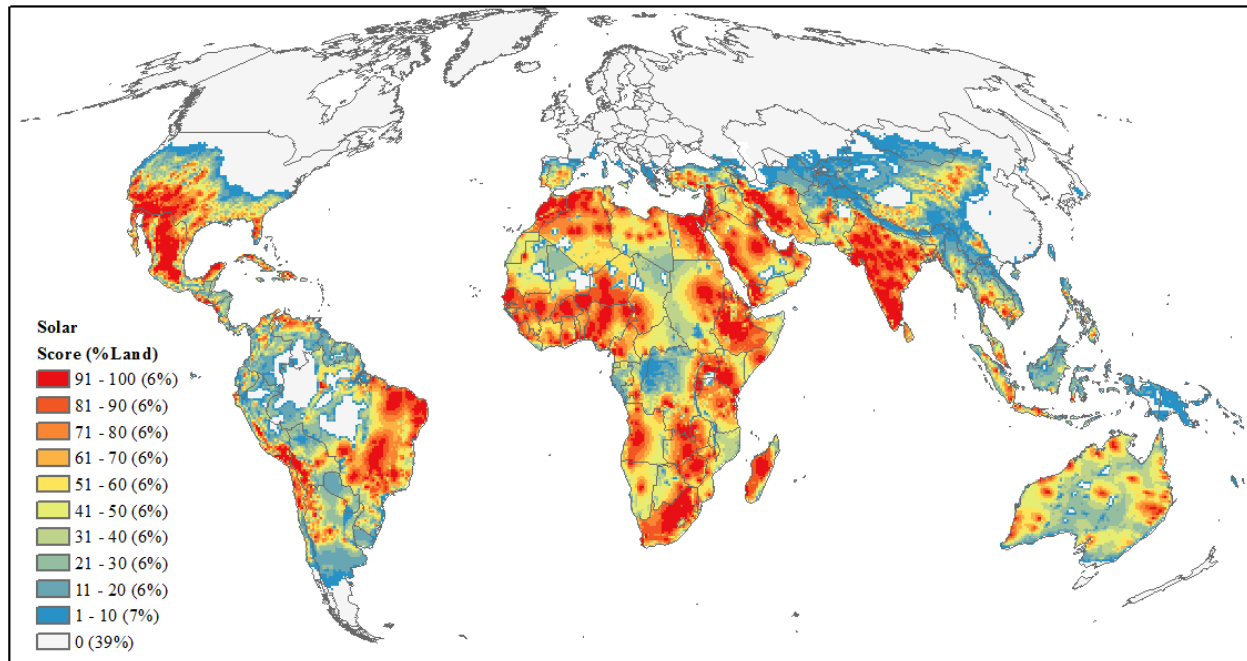 Solar
Score (%Land)
91 - 100 (6%)
81 - 90 (6%)
71 - 80 (6%)
61 - 70 (6%)
51 - 60 (6%)
41 - 50 (6%)
31 - 40 (6%)
21 - 30 (6%)
11 - 20 (6%)
1 - 10 (7%)
0 (39%)